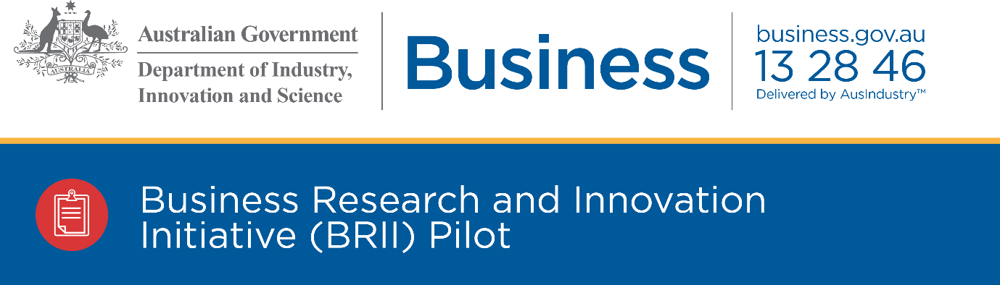 AUSTRALIA
Australian Government
Department of Industry,
Innovation and Science
Business
business.gov.au
13 28 46
Delivered by AusIndustry™
Business Research and Innovation
Initiative (BRII) Pilot